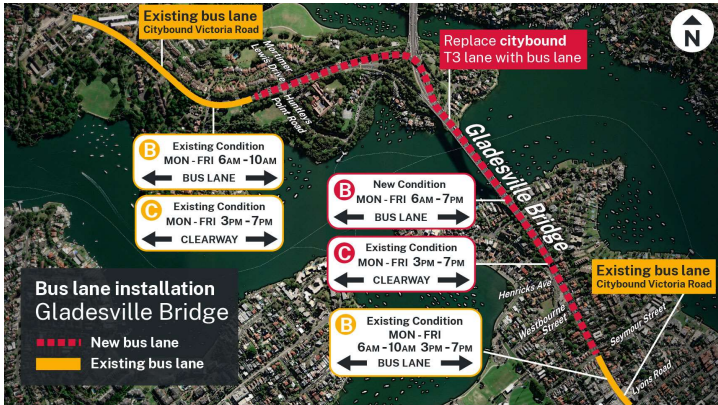 Existing bus lane
Citybound Victoria Road
N
Replace citybound
T3 lane with bus lane
Mortimer
Lewis Drive
Huntleys
Point Road
B
Existing Condition
MON - FRI 6AM - 10AM
BUS LANE
C
Existing Condition
MON - FRI 3PM - 7PM
CLEARWAY
Gladesville Bridge
B
New Condition
MON - FRI 6AM - 7PM
BUS LANE
C
Existing Condition
MON - FRI 3PM - 7PM
CLEARWAY
Existing bus lane
Citybound Victoria Road
Henricks Ave
Westbourne
Street
Seymour Street
Lyons Road
B
Existing Condition
MON - FRI
6AM - 10AM 3PM - 7PM
BUS LANE
Bus lane installation
Gladesville Bridge
New bus lane
Existing bus lane